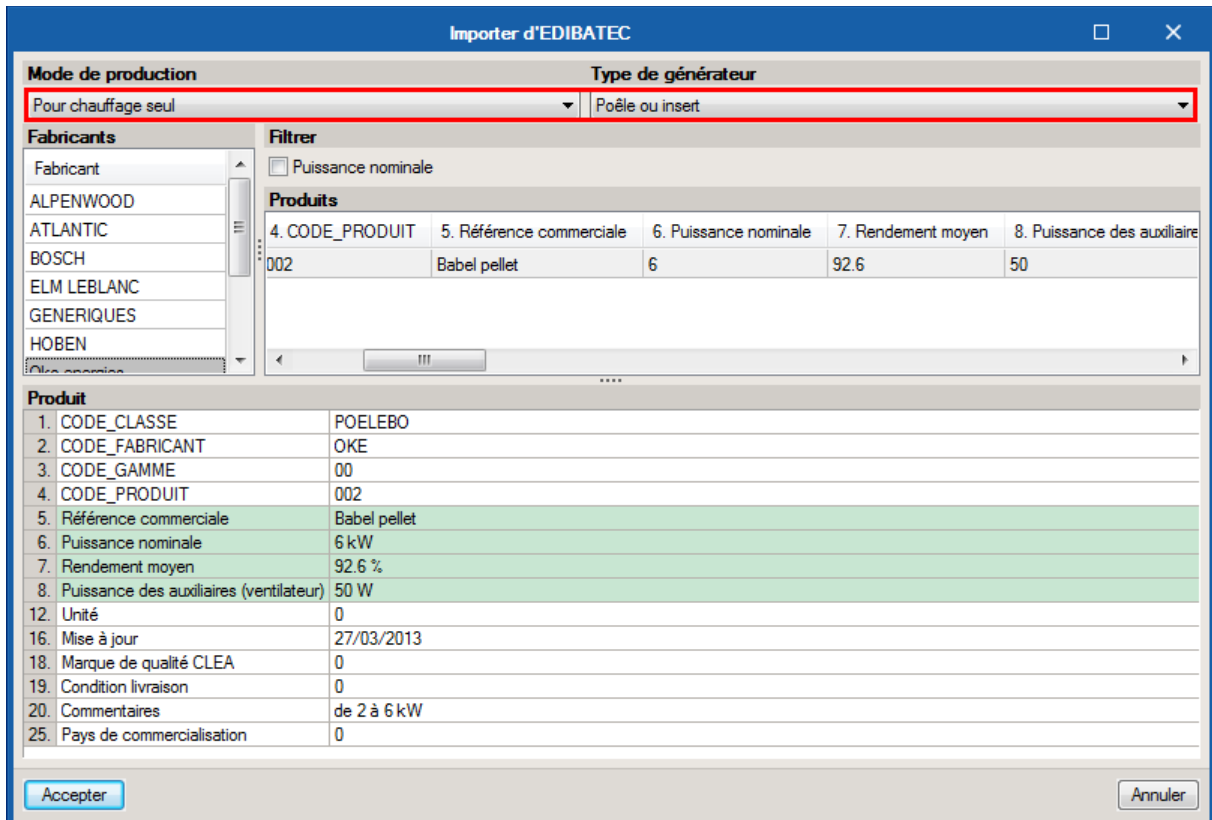 Importer d'EDIBATEC
Mode de production Type de générateur
Pour chauffage seul Poêle ou insert
Fabricants Filtrer
Fabricant Puissance nominale
ALPENWOOD Produits
ATLANTIC 4. CODE_PRODUIT 5. Référence commerciale 6. Puissance nominale 7. Rendement moyen 8. Puissance des auxiliaire
BOSCH 002 Babel pellet 6 92.6 50
ELM LEBLANC
GENERIQUES
HOBEN
Oke energies
Produit
1. CODE_CLASSE POELEBO
2. CODE_FABRICANT OKE
3. CODE_GAMME 00
4. CODE_PRODUIT 002
5. Référence commerciale Babel pellet
6. Puissance nominale 6 kW
7. Rendement moyen 92.6 %
8. Puissance des auxiliaires (ventilateur) 50 W
12. Unité 0
16. Mise à jour 27/03/2013
18. Marque de qualité CLEA 0
19. Condition livraison 0
20. Commentaires de 2 à 6 kW
25. Pays de commercialisation 0
Accepter Annuler